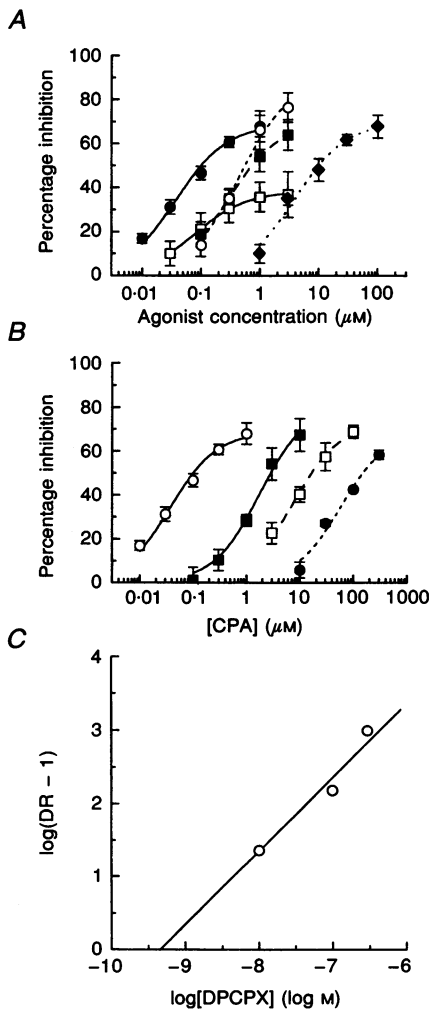 A
Percentage inhibition
100
80
60
40
20
0
0·01 0·1 1 10 100
Agonist concentration (μM)
B
Percentage inhibition
100
80
60
40
20
0
0·01 0·1 1 10 100 1000
[CPA] (μM)
C
log(DR − 1)
4
3
2
1
0
−10 −9 −8 −7 −6
log[DPCPX] (log M)